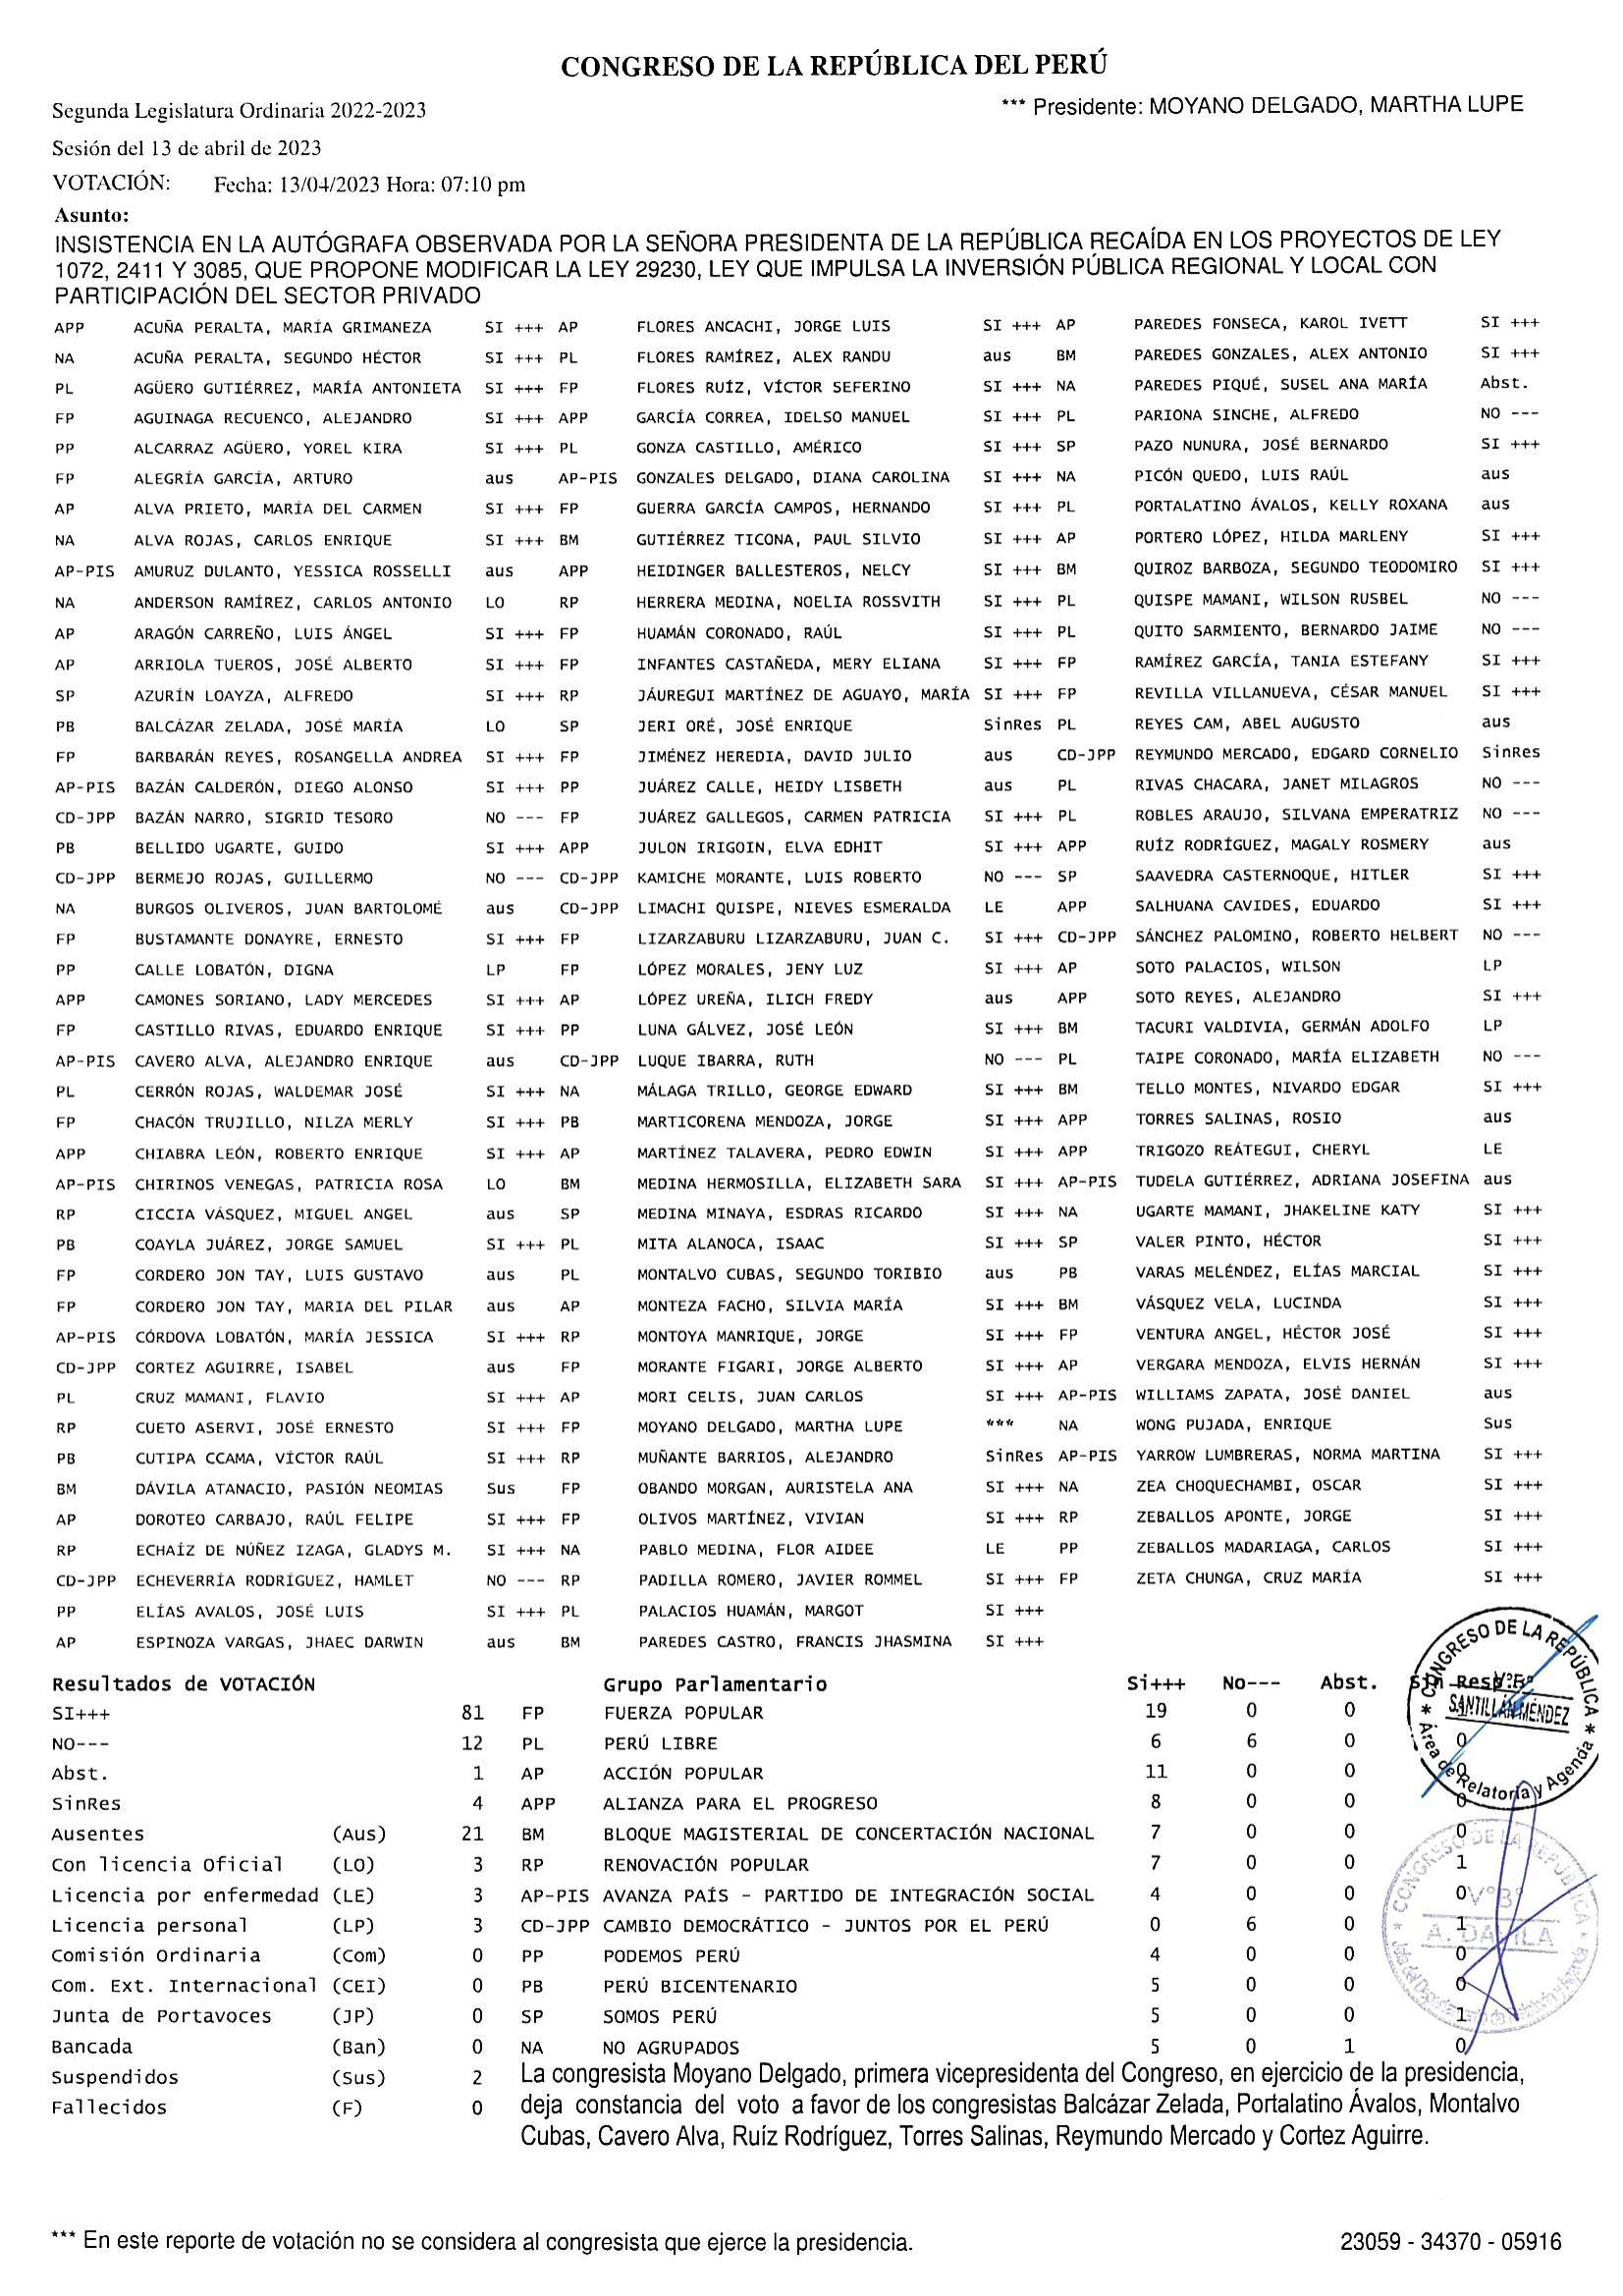 CONGRESO DE LA REPÚBLICA DEL PERÚ
Segunda Legislatura Ordinaria 2022-2023
*** Presidente: MOYANO DELGADO, MARTHA LUPE
Sesión del 13 de abril de 2023
VOTACIÓN: Fecha: 13/04/2023 Hora: 07:10 pm
Asunto:
INSISTENCIA EN LA AUTÓGRAFA OBSERVADA POR LA SEÑORA PRESIDENTA DE LA REPÚBLICA RECAÍDA EN LOS PROYECTOS DE LEY
1072, 2411 Y 3085, QUE PROPONE MODIFICAR LA LEY 29230, LEY QUE IMPULSA LA INVERSIÓN PÚBLICA REGIONAL Y LOCAL CON
PARTICIPACIÓN DEL SECTOR PRIVADO
APP ACUÑA PERALTA, MARÍA GRIMANEZA SI +++ AP FLORES ANCACHI, JORGE LUIS SI +++ AP PAREDES FONSECA, KAROL IVETT SI +++
NA ACUÑA PERALTA, SEGUNDO HÉCTOR SI +++ PL FLORES RAMÍREZ, ALEX RANDU aus BM PAREDES GONZALES, ALEX ANTONIO SI +++
PL AGÜERO GUTIÉRREZ, MARÍA ANTONIETA SI +++ FP FLORES RUÍZ, VÍCTOR SEFERINO SI +++ NA PAREDES PIQUÉ, SUSEL ANA MARÍA Abst.
FP AGUINAGA RECUENCO, ALEJANDRO SI +++ APP GARCÍA CORREA, IDELSO MANUEL SI +++ PL PARIONA SINCHE, ALFREDO NO ---
PP ALCARRAZ AGÜERO, YOREL KIRA SI +++ PL GONZA CASTILLO, AMÉRICO SI +++ SP PAZO NUNURA, JOSÉ BERNARDO SI +++
FP ALEGRÍA GARCÍA, ARTURO aus AP-PIS GONZALES DELGADO, DIANA CAROLINA SI +++ NA PICÓN QUEDO, LUIS RAÚL aus
AP ALVA PRIETO, MARÍA DEL CARMEN SI +++ FP GUERRA GARCÍA CAMPOS, HERNANDO SI +++ PL PORTALATINO ÁVALOS, KELLY ROXANA aus
NA ALVA ROJAS, CARLOS ENRIQUE SI +++ BM GUTIÉRREZ TICONA, PAUL SILVIO SI +++ AP PORTERO LÓPEZ, HILDA MARLENY SI +++
AP-PIS AMURUZ DULANTO, YESSICA ROSSELLI aus APP HEIDINGER BALLESTEROS, NELCY SI +++ BM QUIROZ BARBOZA, SEGUNDO TEODOMIRO SI +++
NA ANDERSON RAMÍREZ, CARLOS ANTONIO LO RP HERRERA MEDINA, NOELIA ROSSVITH SI +++ PL QUISPE MAMANI, WILSON RUSBEL NO ---
AP ARAGÓN CARREÑO, LUIS ÁNGEL SI +++ FP HUAMÁN CORONADO, RAÚL SI +++ PL QUITO SARMIENTO, BERNARDO JAIME NO ---
AP ARRIOLA TUEROS, JOSÉ ALBERTO SI +++ FP INFANTES CASTAÑEDA, MERY ELIANA SI +++ FP RAMÍREZ GARCÍA, TANIA ESTEFANY SI +++
SP AZURÍN LOAYZA, ALFREDO SI +++ RP JÁUREGUI MARTÍNEZ DE AGUAYO, MARÍA SI +++ FP REVILLA VILLANUEVA, CÉSAR MANUEL SI +++
PB BALCÁZAR ZELADA, JOSÉ MARÍA LO SP JERI ORÉ, JOSÉ ENRIQUE SinRes PL REYES CAM, ABEL AUGUSTO aus
FP BARBARÁN REYES, ROSANGELLA ANDREA SI +++ FP JIMÉNEZ HEREDIA, DAVID JULIO aus CD-JPP REYMUNDO MERCADO, EDGARD CORNELIO SinRes
AP-PIS BAZÁN CALDERÓN, DIEGO ALONSO SI +++ PP JUÁREZ CALLE, HEIDY LISBETH aus PL RIVAS CHACARA, JANET MILAGROS NO ---
CD-JPP BAZÁN NARRO, SIGRID TESORO NO --- FP JUÁREZ GALLEGOS, CARMEN PATRICIA SI +++ PL ROBLES ARAUJO, SILVANA EMPERATRIZ NO ---
PB BELLIDO UGARTE, GUIDO SI +++ APP JULON IRIGOIN, ELVA EDHIT SI +++ APP RUÍZ RODRÍGUEZ, MAGALY ROSMERY aus
CD-JPP BERMEJO ROJAS, GUILLERMO NO --- CD-JPP KAMICHE MORANTE, LUIS ROBERTO NO --- SP SAAVEDRA CASTERNOQUE, HITLER SI +++
NA BURGOS OLIVEROS, JUAN BARTOLOMÉ aus CD-JPP LIMACHI QUISPE, NIEVES ESMERALDA LE APP SALHUANA CAVIDES, EDUARDO SI +++
FP BUSTAMANTE DONAYRE, ERNESTO SI +++ FP LIZARZABURU LIZARZABURU, JUAN C. SI +++ CD-JPP SÁNCHEZ PALOMINO, ROBERTO HELBERT NO ---
PP CALLE LOBATÓN, DIGNA LP FP LÓPEZ MORALES, JENY LUZ SI +++ AP SOTO PALACIOS, WILSON LP
APP CAMONES SORIANO, LADY MERCEDES SI +++ AP LÓPEZ UREÑA, ILICH FREDY aus APP SOTO REYES, ALEJANDRO SI +++
FP CASTILLO RIVAS, EDUARDO ENRIQUE SI +++ PP LUNA GÁLVEZ, JOSÉ LEÓN SI +++ BM TACURI VALDIVIA, GERMÁN ADOLFO LP
AP-PIS CAVERO ALVA, ALEJANDRO ENRIQUE aus CD-JPP LUQUE IBARRA, RUTH NO --- PL TAIPE CORONADO, MARÍA ELIZABETH NO ---
PL CERRÓN ROJAS, WALDEMAR JOSÉ SI +++ NA MÁLAGA TRILLO, GEORGE EDWARD SI +++ BM TELLO MONTES, NIVARDO EDGAR SI +++
FP CHACÓN TRUJILLO, NILZA MERLY SI +++ PB MARTICORENA MENDOZA, JORGE SI +++ APP TORRES SALINAS, ROSIO aus
APP CHIABRA LEÓN, ROBERTO ENRIQUE SI +++ AP MARTÍNEZ TALAVERA, PEDRO EDWIN SI +++ APP TRIGOZO REÁTEGUI, CHERYL LE
AP-PIS CHIRINOS VENEGAS, PATRICIA ROSA LO BM MEDINA HERMOSILLA, ELIZABETH SARA SI +++ AP-PIS TUDELA GUTIÉRREZ, ADRIANA JOSEFINA aus
RP CICCIA VÁSQUEZ, MIGUEL ANGEL aus SP MEDINA MINAYA, ESDRAS RICARDO SI +++ NA UGARTE MAMANI, JHAKELINE KATY SI +++
PB COAYLA JUÁREZ, JORGE SAMUEL SI +++ PL MITA ALANOCA, ISAAC SI +++ SP VALER PINTO, HÉCTOR SI +++
FP CORDERO JON TAY, LUIS GUSTAVO aus PL MONTALVO CUBAS, SEGUNDO TORIBIO aus PB VARAS MELÉNDEZ, ELÍAS MARCIAL SI +++
FP CORDERO JON TAY, MARIA DEL PILAR aus AP MONTEZA FACHO, SILVIA MARÍA SI +++ BM VÁSQUEZ VELA, LUCINDA SI +++
AP-PIS CÓRDOVA LOBATÓN, MARÍA JESSICA SI +++ RP MONTOYA MANRIQUE, JORGE SI +++ FP VENTURA ANGEL, HÉCTOR JOSÉ SI +++
CD-JPP CORTEZ AGUIRRE, ISABEL aus FP MORANTE FIGARI, JORGE ALBERTO SI +++ AP VERGARA MENDOZA, ELVIS HERNÁN SI +++
PL CRUZ MAMANI, FLAVIO SI +++ AP MORI CELIS, JUAN CARLOS SI +++ AP-PIS WILLIAMS ZAPATA, JOSÉ DANIEL aus
RP CUETO ASERVI, JOSÉ ERNESTO SI +++ FP MOYANO DELGADO, MARTHA LUPE *** NA WONG PUJADA, ENRIQUE Sus
PB CUTIPA CCAMA, VÍCTOR RAÚL SI +++ RP MUÑANTE BARRIOS, ALEJANDRO SinRes AP-PIS YARROW LUMBRERAS, NORMA MARTINA SI +++
BM DÁVILA ATANACIO, PASIÓN NEOMIAS Sus FP OBANDO MORGAN, AURISTELA ANA SI +++ NA ZEA CHOQUECHAMBI, OSCAR SI +++
AP DOROTEO CARBAJO, RAÚL FELIPE SI +++ FP OLIVOS MARTÍNEZ, VIVIAN SI +++ RP ZEBALLOS APONTE, JORGE SI +++
RP ECHAÍZ DE NÚÑEZ IZAGA, GLADYS M. SI +++ NA PABLO MEDINA, FLOR AIDEE LE PP ZEBALLOS MADARIAGA, CARLOS SI +++
CD-JPP ECHEVERRÍA RODRÍGUEZ, HAMLET NO --- RP PADILLA ROMERO, JAVIER ROMMEL SI +++ FP ZETA CHUNGA, CRUZ MARÍA SI +++
PP ELÍAS AVALOS, JOSÉ LUIS SI +++ PL PALACIOS HUAMÁN, MARGOT SI +++
AP ESPINOZA VARGAS, JHAEC DARWIN aus BM PAREDES CASTRO, FRANCIS JHASMINA SI +++
Resultados de VOTACIÓN Grupo Parlamentario Si+++ No--- Abst. Sin Resp.
SI+++ 81 FP FUERZA POPULAR 19 0 0
NO--- 12 PL PERÚ LIBRE 6 6 0 0
Abst. 1 AP ACCIÓN POPULAR 11 0 0 0
SinRes 4 APP ALIANZA PARA EL PROGRESO 8 0 0 0
Ausentes (Aus) 21 BM BLOQUE MAGISTERIAL DE CONCERTACIÓN NACIONAL 7 0 0 0
Con licencia Oficial (LO) 3 RP RENOVACIÓN POPULAR 7 0 0 1
Licencia por enfermedad (LE) 3 AP-PIS AVANZA PAÍS - PARTIDO DE INTEGRACIÓN SOCIAL 4 0 0 0
Licencia personal (LP) 3 CD-JPP CAMBIO DEMOCRÁTICO - JUNTOS POR EL PERÚ 0 6 0 1
Comisión Ordinaria (Com) 0 PP PODEMOS PERÚ 4 0 0 0
Com. Ext. Internacional (CEI) 0 PB PERÚ BICENTENARIO 5 0 0 0
Junta de Portavoces (JP) 0 SP SOMOS PERÚ 5 0 0 1
Bancada (Ban) 0 NA NO AGRUPADOS 5 0 1 0
Suspendidos (Sus) 2
Fallecidos (F) 0
La congresista Moyano Delgado, primera vicepresidenta del Congreso, en ejercicio de la presidencia,
deja constancia del voto a favor de los congresistas Balcázar Zelada, Portalatino Ávalos, Montalvo
Cubas, Cavero Alva, Ruíz Rodríguez, Torres Salinas, Reymundo Mercado y Cortez Aguirre.
CONGRESO DE LA REPÚBLICA
V°B°
SANTILLÁN MÉNDEZ
Área de Relatoría y Agenda
CONGRESO DE LA REPÚBLICA
V°B°
A. DAVILA
*** En este reporte de votación no se considera al congresista que ejerce la presidencia.
23059 - 34370 - 05916